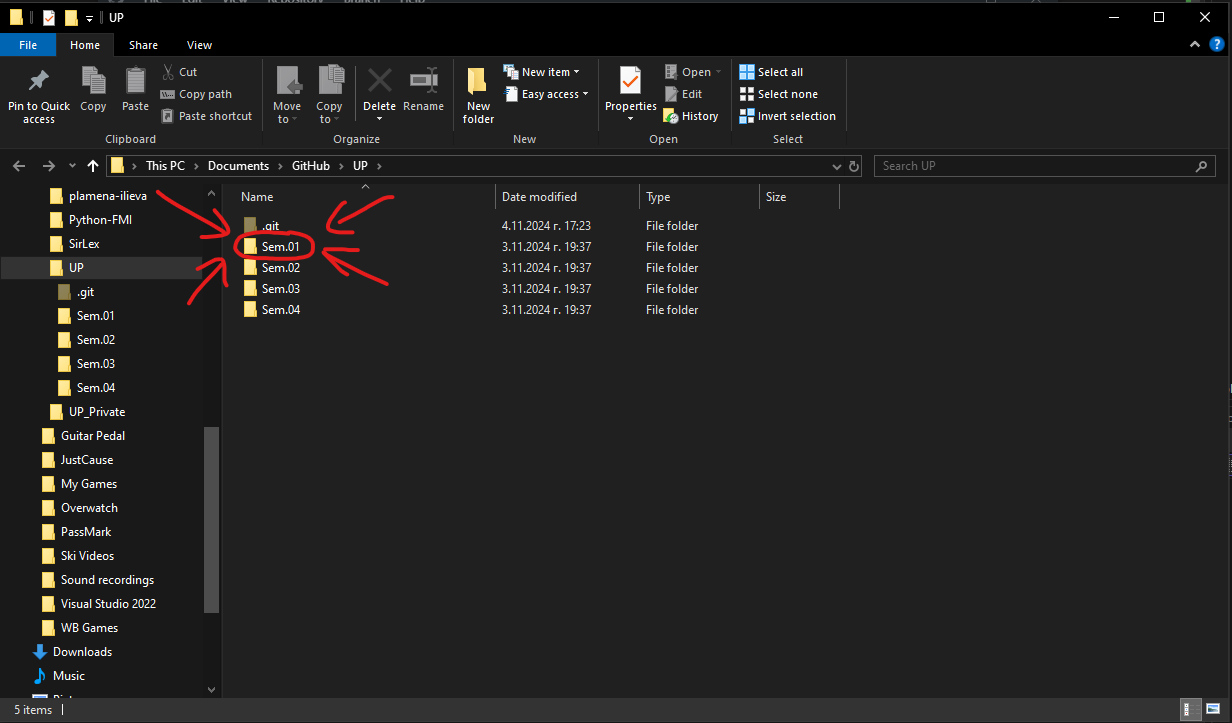 UP
File Home Share View
Pin to Quick access
Copy
Paste
Cut
Copy path
Paste shortcut
Clipboard
Move to
Copy to
Delete
Rename
Organize
New folder
New item
Easy access
New
Properties
Open
Edit
History
Open
Select all
Select none
Invert selection
Select
This PC > Documents > GitHub > UP >
Search UP
plamena-ilieva
Python-FMI
SirLex
UP
.git
Sem.01
Sem.02
Sem.03
Sem.04
UP_Private
Guitar Pedal
JustCause
My Games
Overwatch
PassMark
Ski Videos
Sound recordings
Visual Studio 2022
WB Games
Downloads
Music
Name Date modified Type Size
.git 4.11.2024 г. 17:23 File folder
Sem.01 3.11.2024 г. 19:37 File folder
Sem.02 3.11.2024 г. 19:37 File folder
Sem.03 3.11.2024 г. 19:37 File folder
Sem.04 3.11.2024 г. 19:37 File folder
5 items